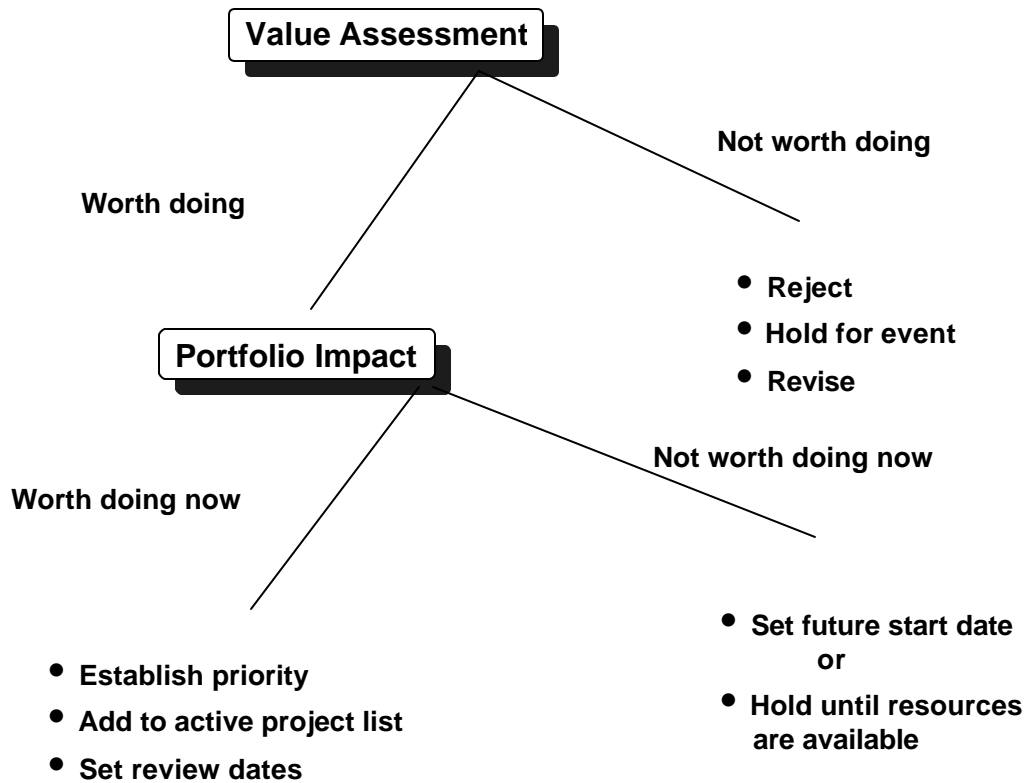 Value Assessment
Not worth doing
Worth doing
• Reject
• Hold for event
• Revise
Portfolio Impact
Not worth doing now
Worth doing now
• Set future start date
or
• Hold until resources
are available
• Establish priority
• Add to active project list
• Set review dates